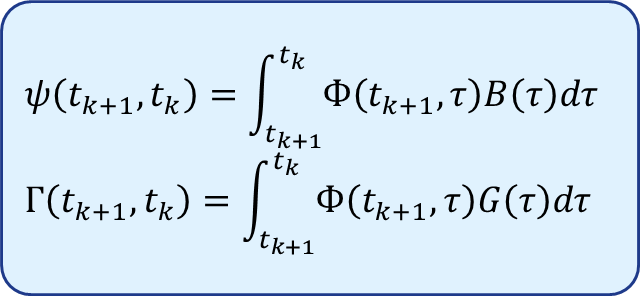 ψ(t_{k+1}, t_k) = ∫_{t_{k+1}}^{t_k} Φ(t_{k+1}, τ)B(τ)dτ
Γ(t_{k+1}, t_k) = ∫_{t_{k+1}}^{t_k} Φ(t_{k+1}, τ)G(τ)dτ